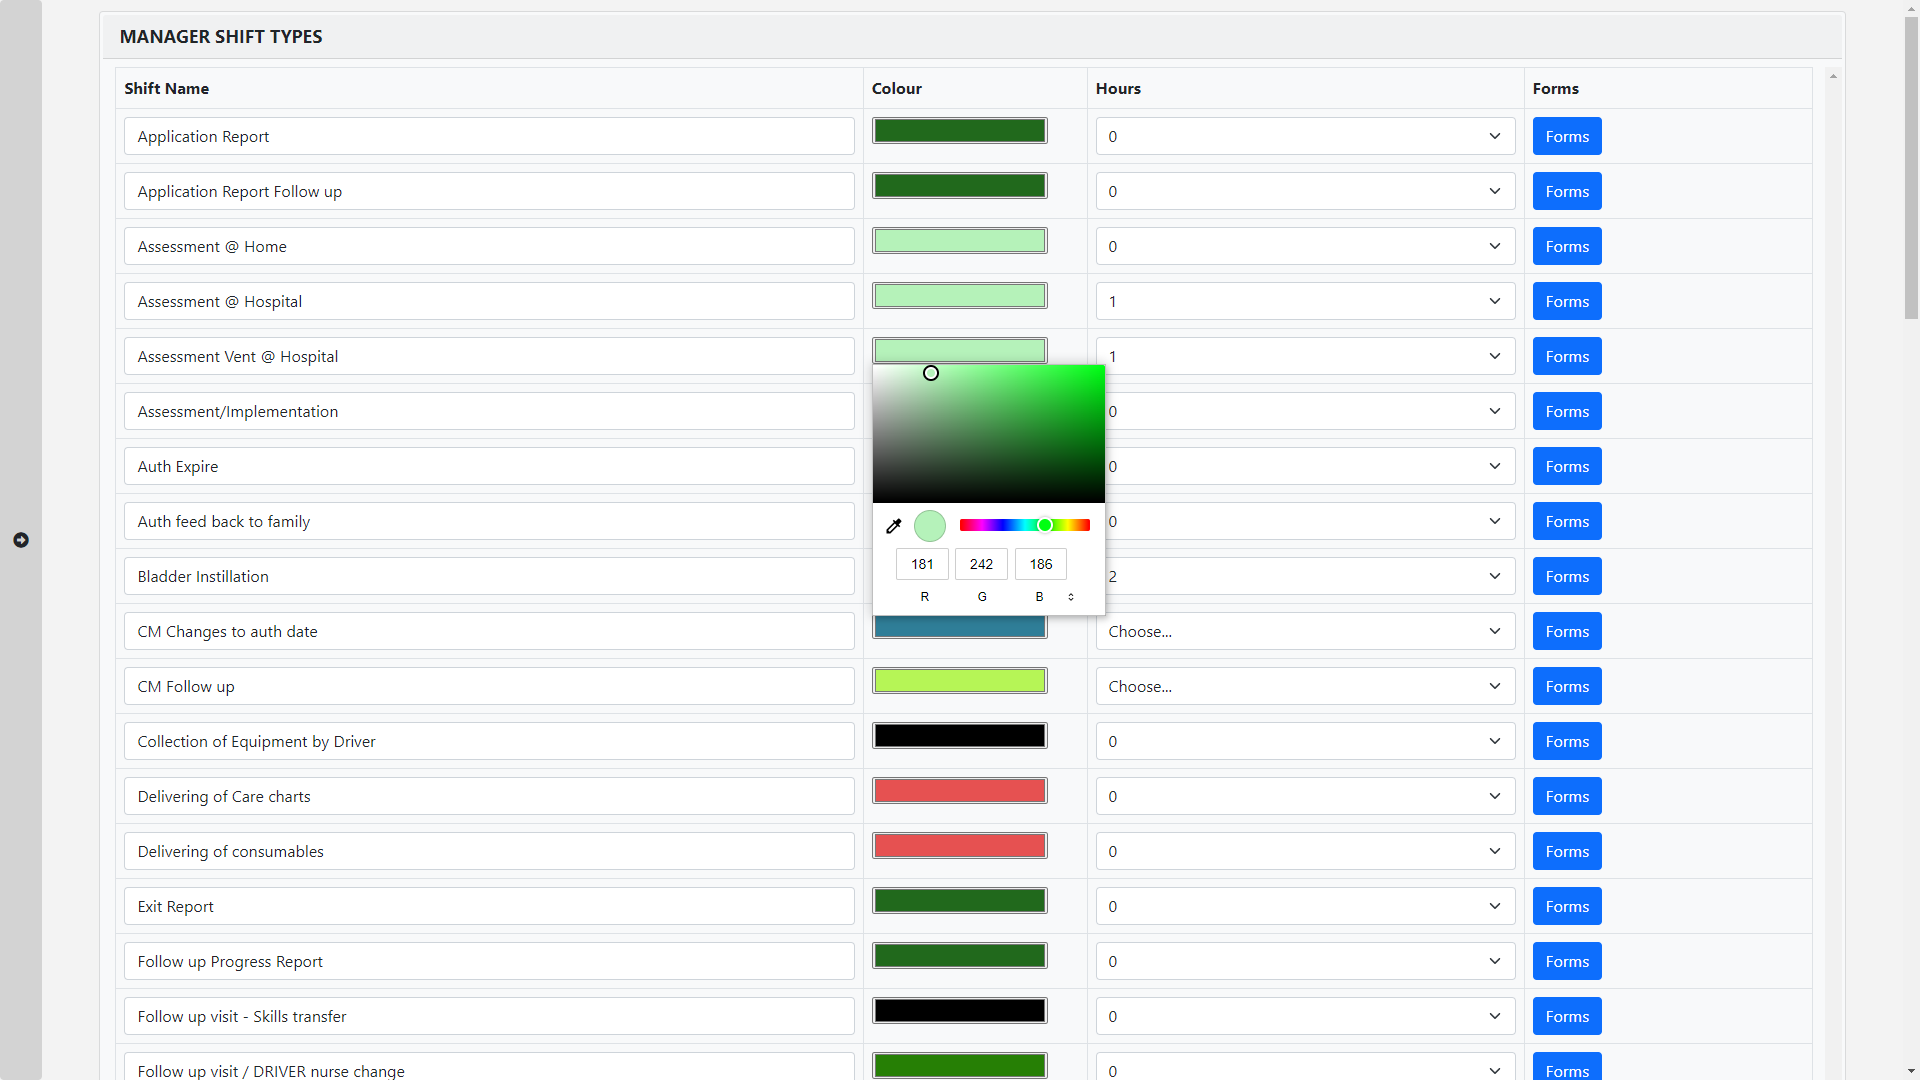 MANAGER SHIFT TYPES
Shift Name Colour Hours Forms
Application Report 0 Forms
Application Report Follow up 0 Forms
Assessment @ Home 0 Forms
Assessment @ Hospital 1 Forms
Assessment Vent @ Hospital 1 Forms
Assessment/Implementation 0 Forms
Auth Expire 0 Forms
Auth feed back to family 0 Forms
181 242 186
Bladder Instillation 2 Forms
R G B
CM Changes to auth date Choose... Forms
CM Follow up Choose... Forms
Collection of Equipment by Driver 0 Forms
Delivering of Care charts 0 Forms
Delivering of consumables 0 Forms
Exit Report 0 Forms
Follow up Progress Report 0 Forms
Follow up visit - Skills transfer 0 Forms
Follow up visit / DRIVER nurse change 0 Forms